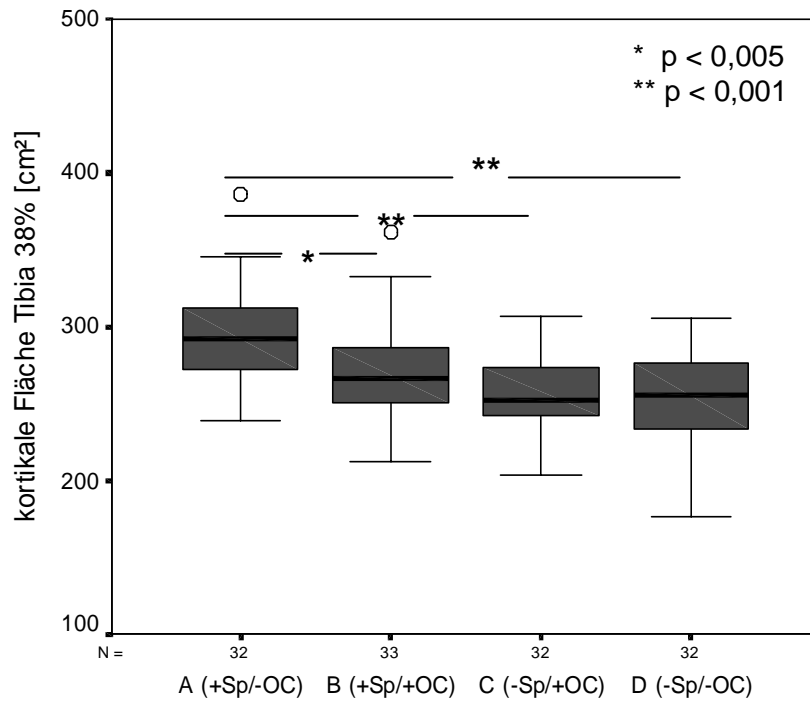 500
* p < 0,005
** p < 0,001
kortikale Fläche Tibia 38% [cm²]
400
**
**
*
300
200
100
N = 32 33 32 32
A (+Sp/-OC) B (+Sp/+OC) C (-Sp/+OC) D (-Sp/-OC)